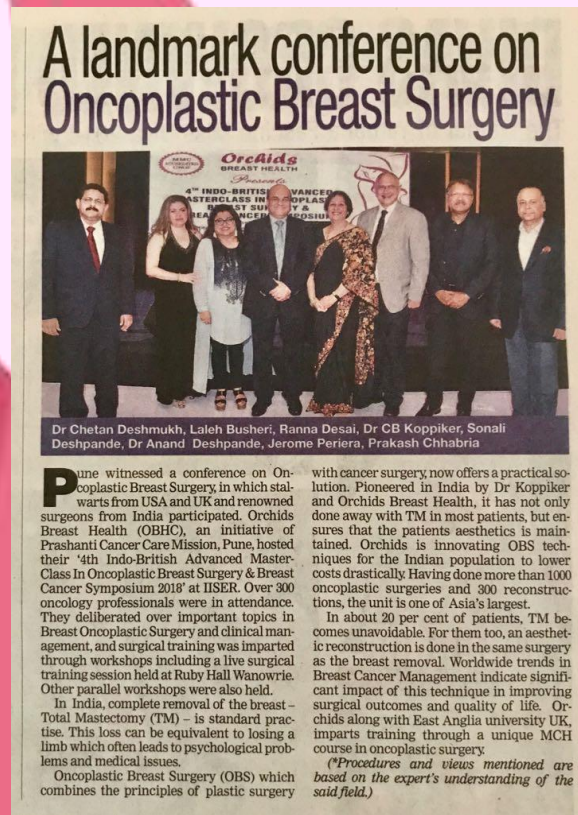 A landmark conference on
Oncoplastic Breast Surgery
Orchids
BREAST HEALTH
Presents
4TH INDO-BRITISH
BREAST
Dr Chetan Deshmukh, Laleh Busheri, Ranna Desai, Dr CB Koppiker, Sonali
Deshpande, Dr Anand Deshpande, Jerome Periera, Prakash Chhabria
Pune witnessed a conference on On-
coplastic Breast Surgery, in which stal-
warts from USA and UK and renowned
surgeons from India participated. Orchids
Breast Health (OBHC), an initiative of
Prashanti Cancer Care Mission, Pune, hosted
their ‘4th Indo-British Advanced Master-
Class In Oncoplastic Breast Surgery & Breast
Cancer Symposium 2018’ at IISER. Over 300
oncology professionals were in attendance.
They deliberated over important topics in
Breast Oncoplastic Surgery and clinical man-
agement, and surgical training was imparted
through workshops including a live surgical
training session held at Ruby Hall Wanowrie.
Other parallel workshops were also held.
In India, complete removal of the breast –
Total Mastectomy (TM) – is standard prac-
tise. This loss can be equivalent to losing a
limb which often leads to psychological prob-
lems and medical issues.
Oncoplastic Breast Surgery (OBS) which
combines the principles of plastic surgery
with cancer surgery, now offers a practical so-
lution. Pioneered in India by Dr Koppiker
and Orchids Breast Health, it has not only
done away with TM in most patients, but en-
sures that the patients aesthetics is main-
tained. Orchids is innovating OBS tech-
niques for the Indian population to lower
costs drastically. Having done more than 1000
oncoplastic surgeries and 300 reconstruc-
tions, the unit is one of Asia's largest.
In about 20 per cent of patients, TM be-
comes unavoidable. For them too, an aesthet-
ic reconstruction is done in the same surgery
as the breast removal. Worldwide trends in
Breast Cancer Management indicate signifi-
cant impact of this technique in improving
surgical outcomes and quality of life. Or-
chids along with East Anglia university UK,
imparts training through a unique MCH
course in oncoplastic surgery.
(*Procedures and views mentioned are
based on the expert's understanding of the
said field.)